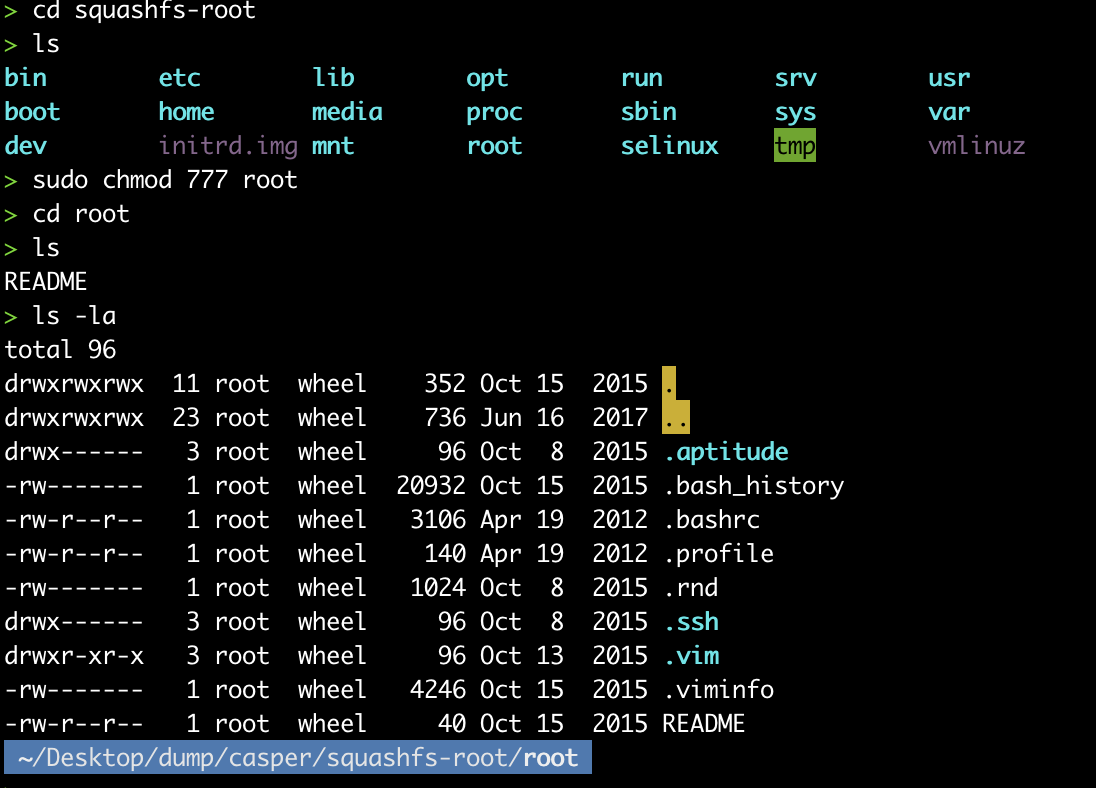 > cd squashfs-root
> ls
bin etc lib opt run srv usr
boot home media proc sbin sys var
dev initrd.img mnt root selinux tmp vmlinuz
> sudo chmod 777 root
> cd root
> ls
README
> ls -la
total 96
drwxrwxrwx 11 root wheel 352 Oct 15 2015 .
drwxrwxrwx 23 root wheel 736 Jun 16 2017 ..
drwx------ 3 root wheel 96 Oct 8 2015 .aptitude
-rw------- 1 root wheel 20932 Oct 15 2015 .bash_history
-rw-r--r-- 1 root wheel 3106 Apr 19 2012 .bashrc
-rw-r--r-- 1 root wheel 140 Apr 19 2012 .profile
-rw------- 1 root wheel 1024 Oct 8 2015 .rnd
drwx------ 3 root wheel 96 Oct 8 2015 .ssh
drwxr-xr-x 3 root wheel 96 Oct 13 2015 .vim
-rw------- 1 root wheel 4246 Oct 15 2015 .viminfo
-rw-r--r-- 1 root wheel 40 Oct 15 2015 README
~/Desktop/dump/casper/squashfs-root/root